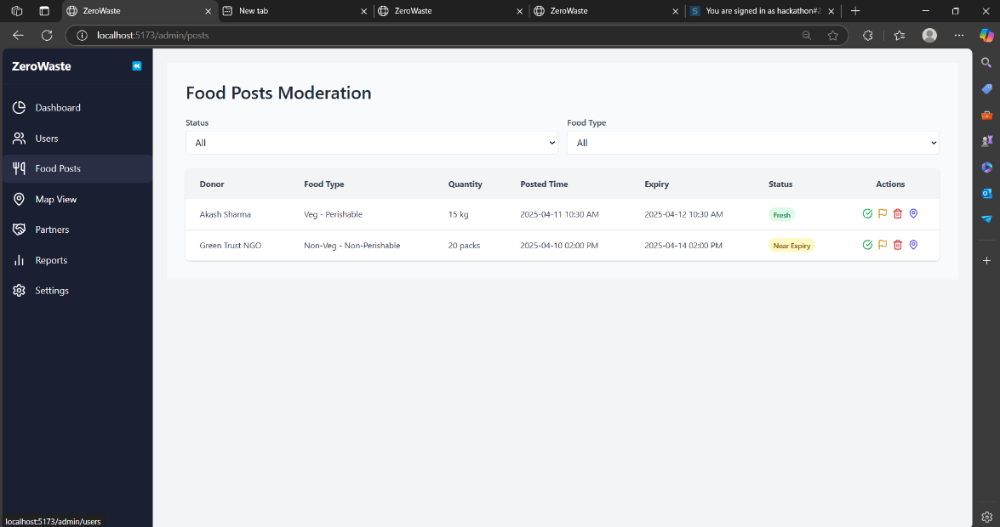 ZeroWaste New tab ZeroWaste ZeroWaste You are signed in as hackathon#2
localhost:5173/admin/posts
ZeroWaste
Dashboard
Users
Food Posts
Map View
Partners
Reports
Settings
Food Posts Moderation
Status Food Type
All All
Donor Food Type Quantity Posted Time Expiry Status Actions
Akash Sharma Veg - Perishable 15 kg 2025-04-11 10:30 AM 2025-04-12 10:30 AM Fresh
Green Trust NGO Non-Veg - Non-Perishable 20 packs 2025-04-10 02:00 PM 2025-04-14 02:00 PM Near Expiry
localhost:5173/admin/users